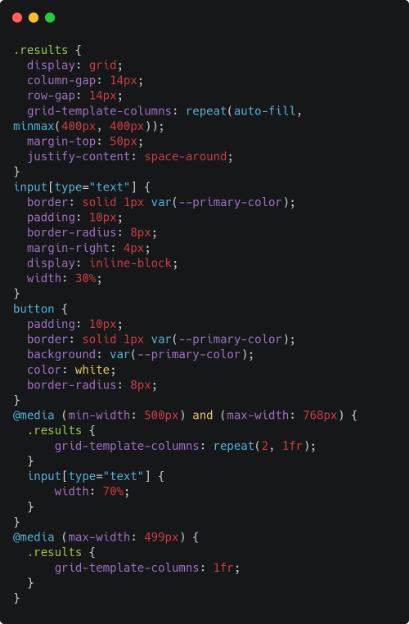 .results {
  display: grid;
  column-gap: 14px;
  row-gap: 14px;
  grid-template-columns: repeat(auto-fill,
minmax(400px, 400px));
  margin-top: 50px;
  justify-content: space-around;
}
input[type="text"] {
  border: solid 1px var(--primary-color);
  padding: 10px;
  border-radius: 8px;
  margin-right: 4px;
  display: inline-block;
  width: 30%;
}
button {
  padding: 10px;
  border: solid 1px var(--primary-color);
  background: var(--primary-color);
  color: white;
  border-radius: 8px;
}
@media (min-width: 500px) and (max-width: 768px) {
  .results {
      grid-template-columns: repeat(2, 1fr);
  }
  input[type="text"] {
      width: 70%;
  }
}
@media (max-width: 499px) {
  .results {
      grid-template-columns: 1fr;
  }
}